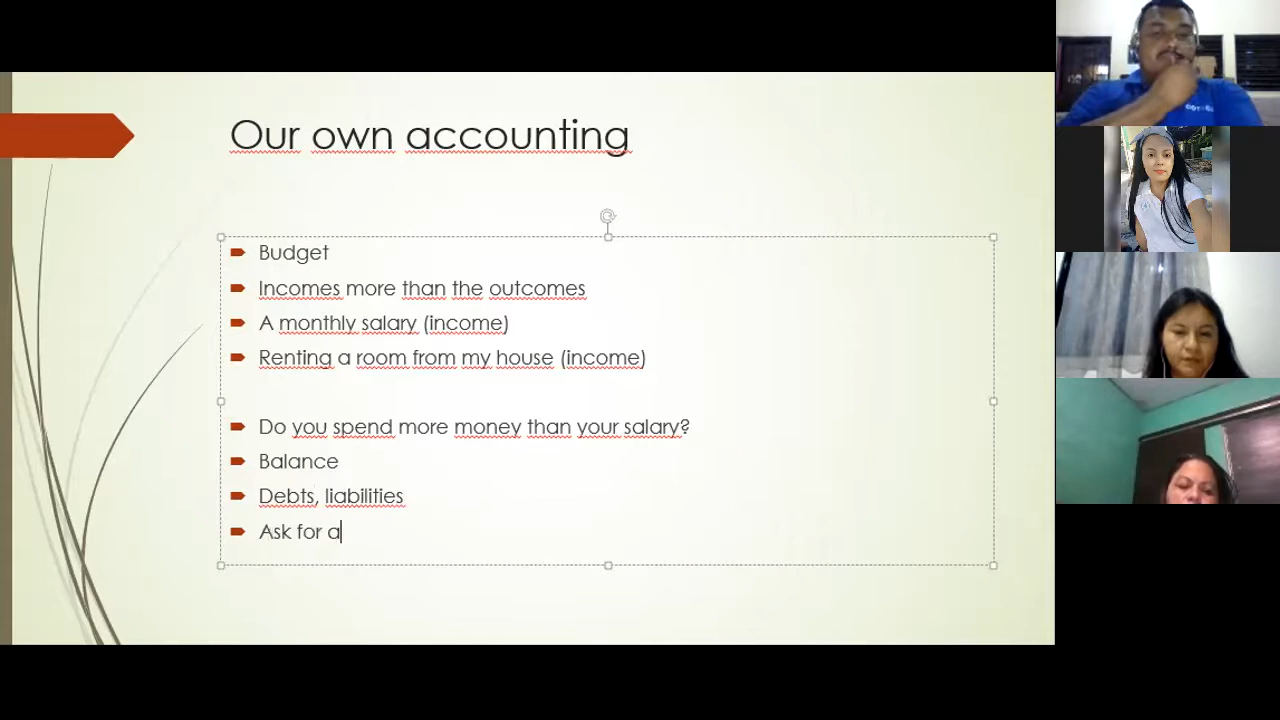 Our own accounting
Budget
Incomes more than the outcomes
A monthly salary (income)
Renting a room from my house (income)
Do you spend more money than your salary?
Balance
Debts, liabilities
Ask for a